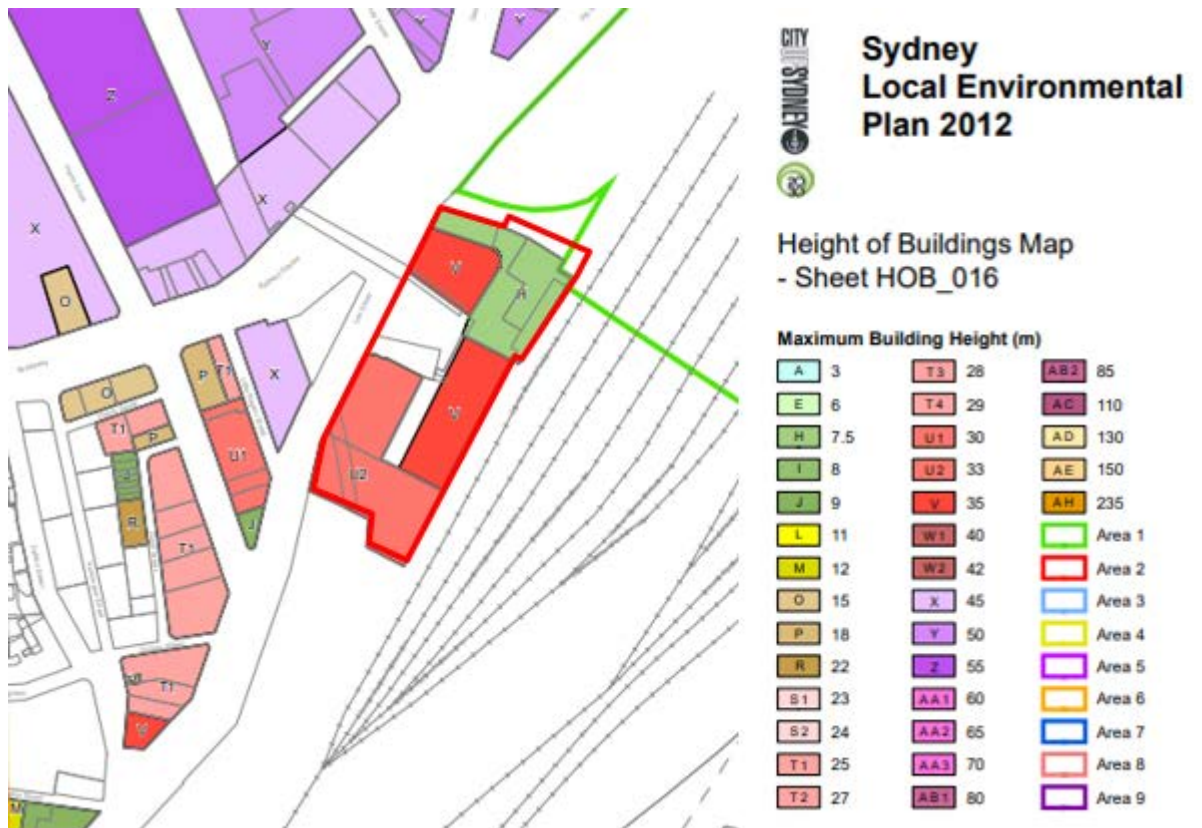 CITY OF SYDNEY
Sydney
Local Environmental
Plan 2012
Height of Buildings Map
- Sheet HOB_016
Maximum Building Height (m)
A 3
E 6
H 7.5
I 8
J 9
L 11
M 12
O 15
P 18
R 22
S1 23
S2 24
T1 25
T2 27
T3 28
T4 29
U1 30
U2 33
V 35
W1 40
W2 42
X 45
Y 50
Z 55
AA1 60
AA2 65
AA3 70
AB1 80
AB2 85
AC 110
AD 130
AE 150
AH 235
Area 1
Area 2
Area 3
Area 4
Area 5
Area 6
Area 7
Area 8
Area 9
Y
Z
X
X
O
V
H
P
T1
X
O
T1
P
U1
V
U2
R
J
T1
T1
V
M